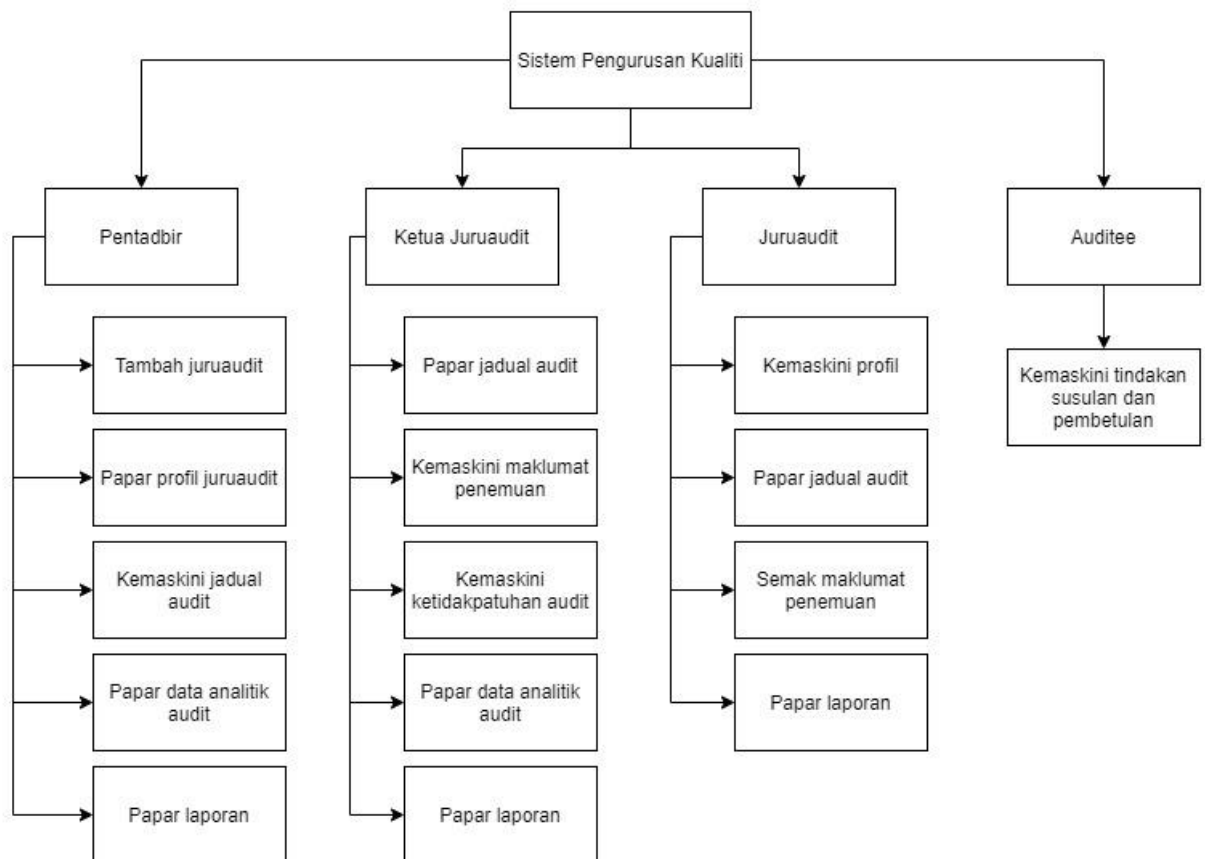 Sistem Pengurusan Kualiti
Pentadbir
Ketua Juruaudit
Juruaudit
Auditee
Tambah juruaudit
Papar profil juruaudit
Kemaskini jadual
audit
Papar data analitik
audit
Papar laporan
Papar jadual audit
Kemaskini maklumat
penemuan
Kemaskini
ketidakpatuhan audit
Papar data analitik
audit
Papar laporan
Kemaskini profil
Papar jadual audit
Semak maklumat
penemuan
Papar laporan
Kemaskini tindakan
susulan dan
pembetulan